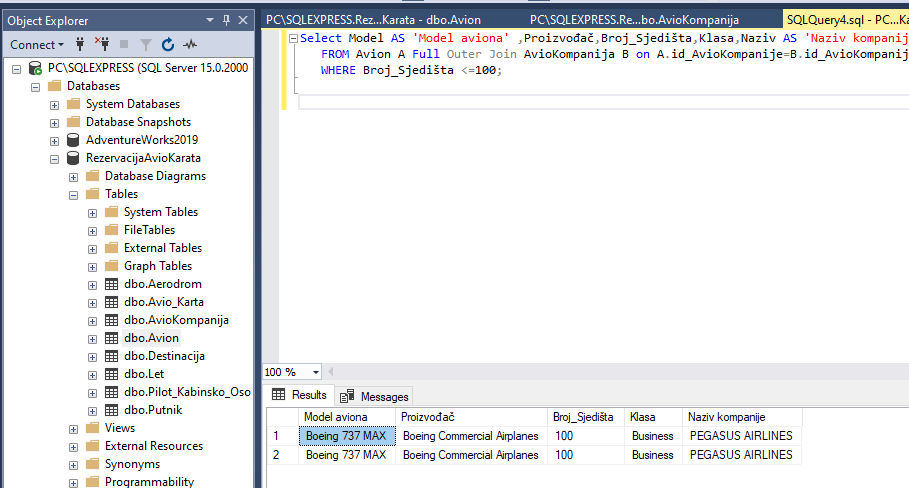 Object Explorer
Connect
PC\SQLEXPRESS (SQL Server 15.0.2000
Databases
System Databases
Database Snapshots
AdventureWorks2019
RezervacijaAvioKarata
Database Diagrams
Tables
System Tables
FileTables
External Tables
Graph Tables
dbo.Aerodrom
dbo.Avio_Karta
dbo.AvioKompanija
dbo.Avion
dbo.Destinacija
dbo.Let
dbo.Pilot_Kabinsko_Oso
dbo.Putnik
Views
External Resources
Synonyms
Programmability
PC\SQLEXPRESS.Rez...Karata - dbo.Avion PC\SQLEXPRESS.Re...bo.AvioKompanija SQLQuery4.sql - PC...Ka
Select Model AS 'Model aviona' ,Proizvođač,Broj_Sjedišta,Klasa,Naziv AS 'Naziv kompanij
FROM Avion A Full Outer Join AvioKompanija B on A.id_AvioKompanije=B.id_AvioKompanij
WHERE Broj_Sjedišta <=100;
100 %
Results Messages
Model aviona Proizvođač Broj_Sjedišta Klasa Naziv kompanije
1 Boeing 737 MAX Boeing Commercial Airplanes 100 Business PEGASUS AIRLINES
2 Boeing 737 MAX Boeing Commercial Airplanes 100 Business PEGASUS AIRLINES